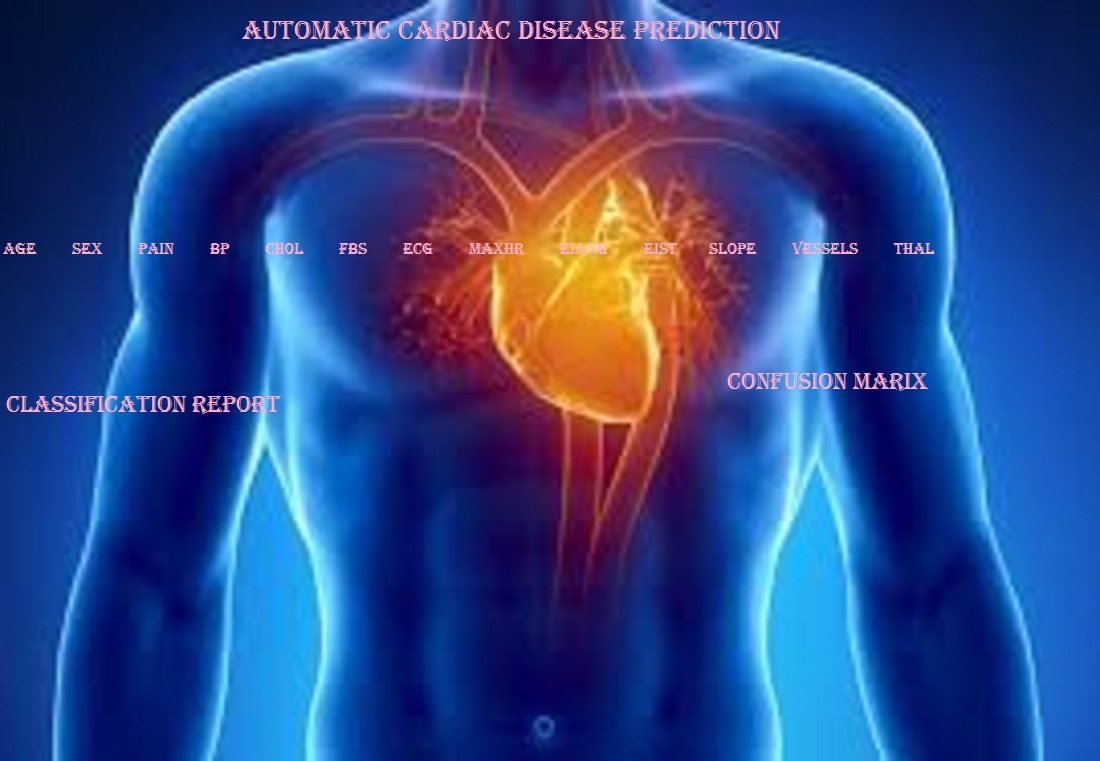 AUTOMATIC CARDIAC DISEASE PREDICTION
AGE SEX PAIN BP CHOL FBS ECG MAXHR EIANG EIST SLOPE VESSELS THAL
CONFUSION MARIX
CLASSIFICATION REPORT